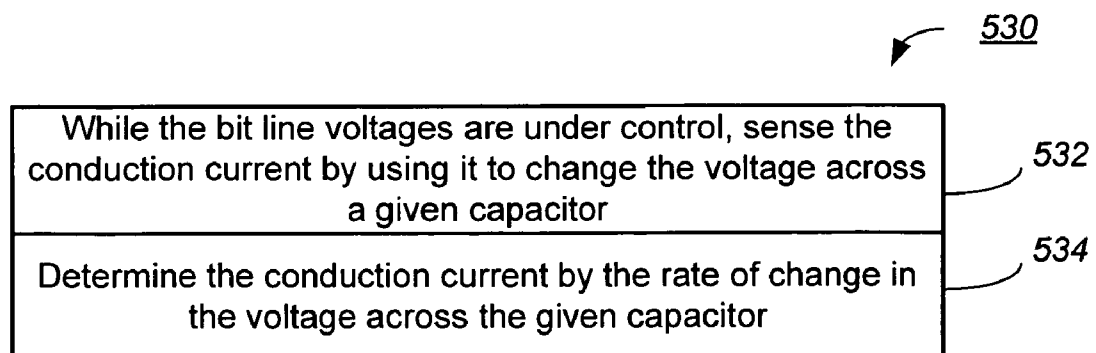 530
While the bit line voltages are under control, sense the
conduction current by using it to change the voltage across
a given capacitor
532
Determine the conduction current by the rate of change in
the voltage across the given capacitor
534